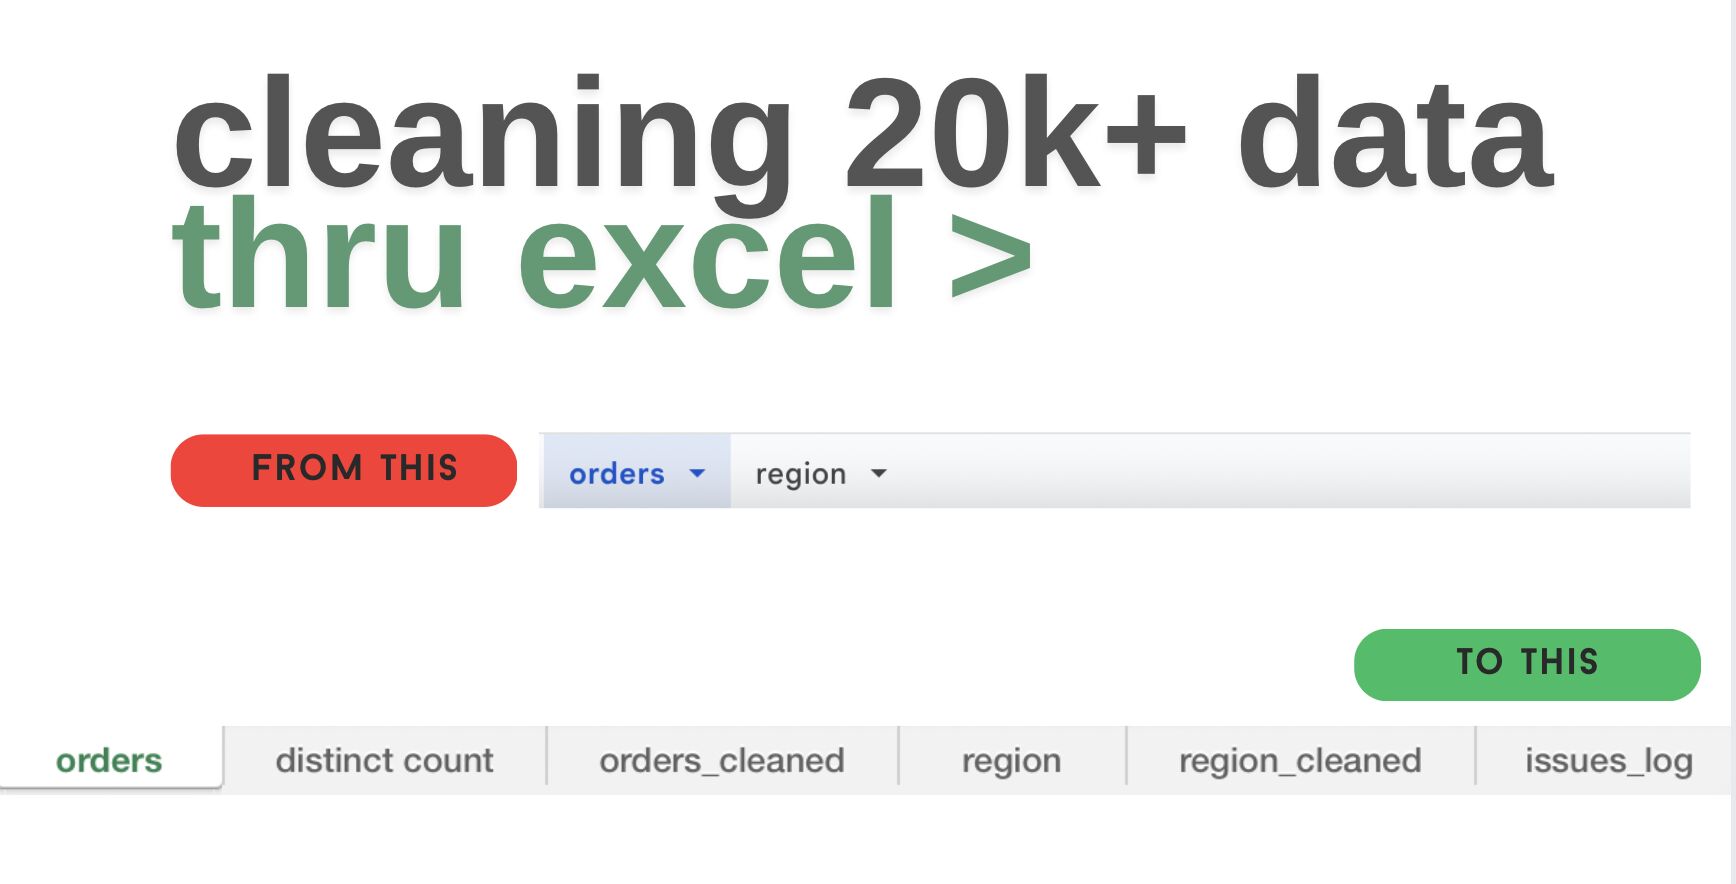 cleaning 20k+ data
thru excel >
FROM THIS
orders region
TO THIS
orders distinct count orders_cleaned region region_cleaned issues_log